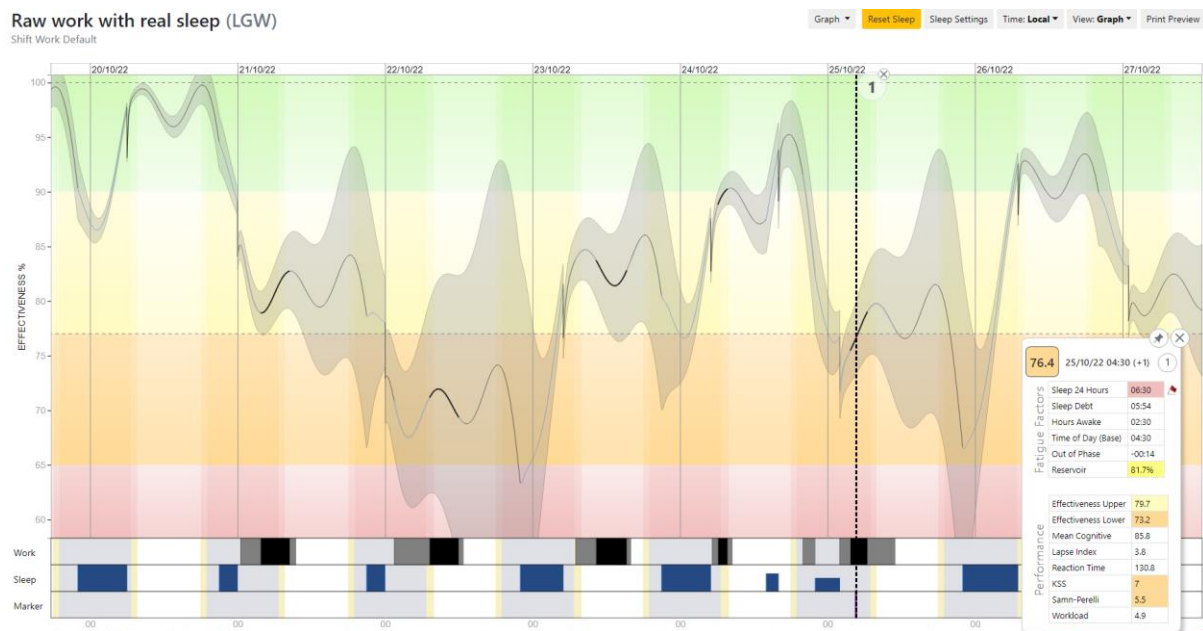 Raw work with real sleep (LGW)
Shift Work Default
Graph Reset Sleep Sleep Settings Time: Local View: Graph Print Preview
20/10/22 21/10/22 22/10/22 23/10/22 24/10/22 25/10/22 26/10/22 27/10/22
1
100
95
90
85
80
75
70
65
60
EFFECTIVENESS %
76.4 25/10/22 04:30 (+1) 1
Fatigue Factors
Sleep 24 Hours 06:30
Sleep Debt 05:54
Hours Awake 02:30
Time of Day (Base) 04:30
Out of Phase -00:14
Reservoir 81.7%
Performance
Effectiveness Upper 79.7
Effectiveness Lower 73.2
Mean Cognitive 85.8
Lapse Index 3.8
Reaction Time 130.8
KSS 7
Samn-Perelli 5.5
Workload 4.9
Work
Sleep
Marker
00 00 00 00 00 00 00